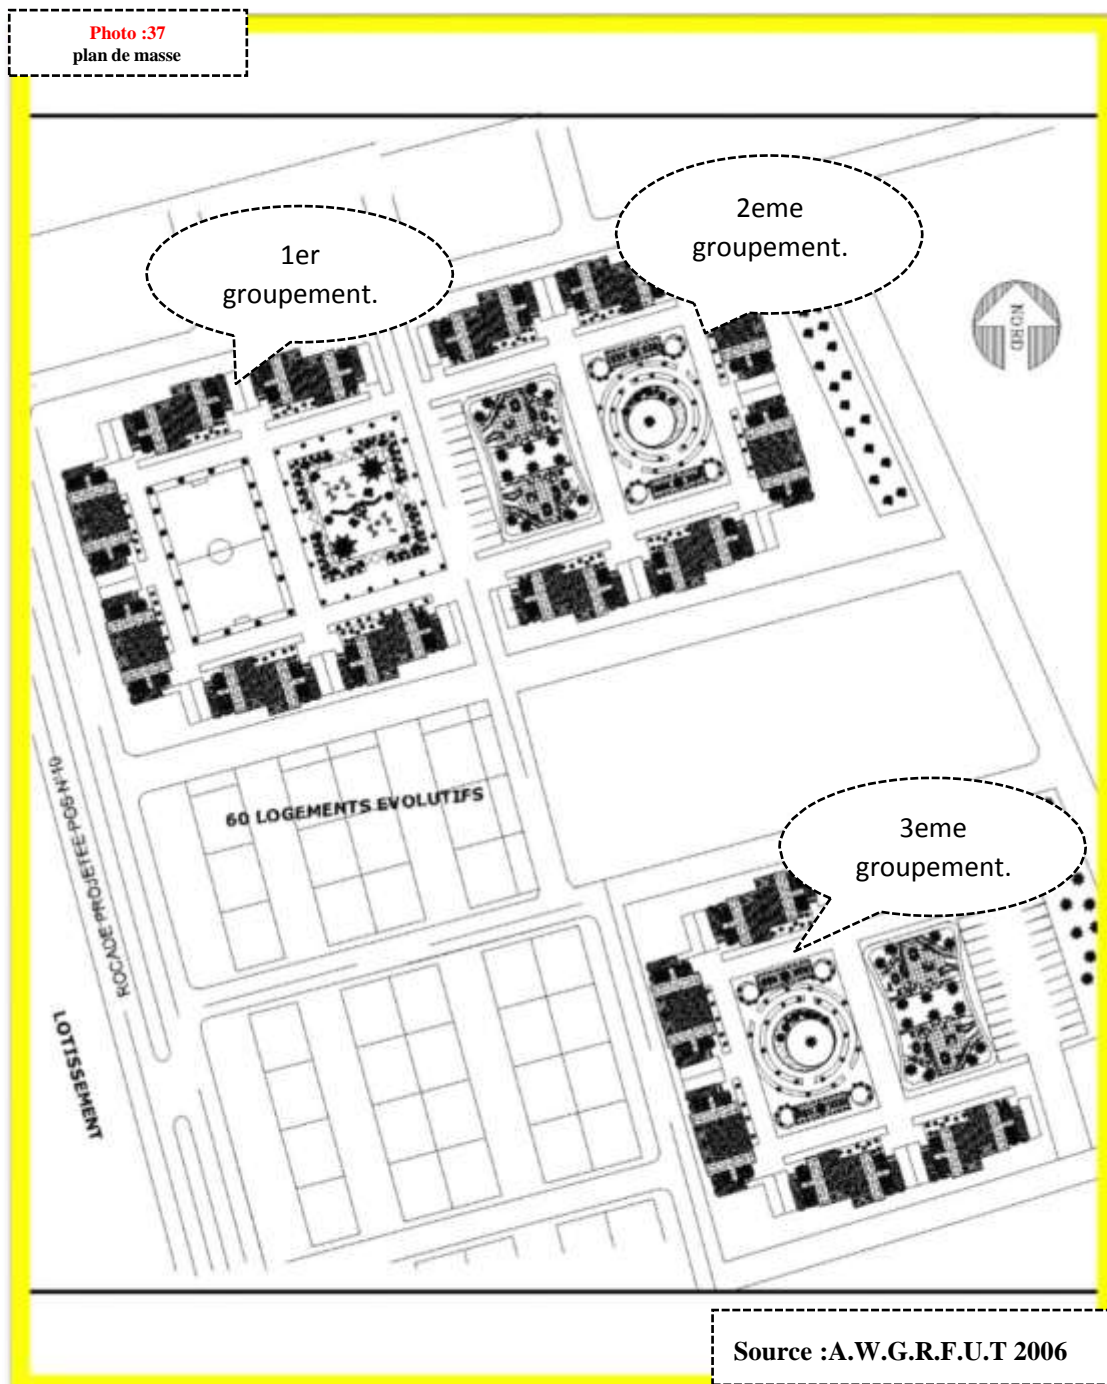 Photo :37
plan de masse
1er
groupement.
2eme
groupement.
NORD
60 LOGEMENTS EVOLUTIFS
ROCADE PROJETEE POS N°10
3eme
groupement.
LOTISSEMENT
Source :A.W.G.R.F.U.T 2006